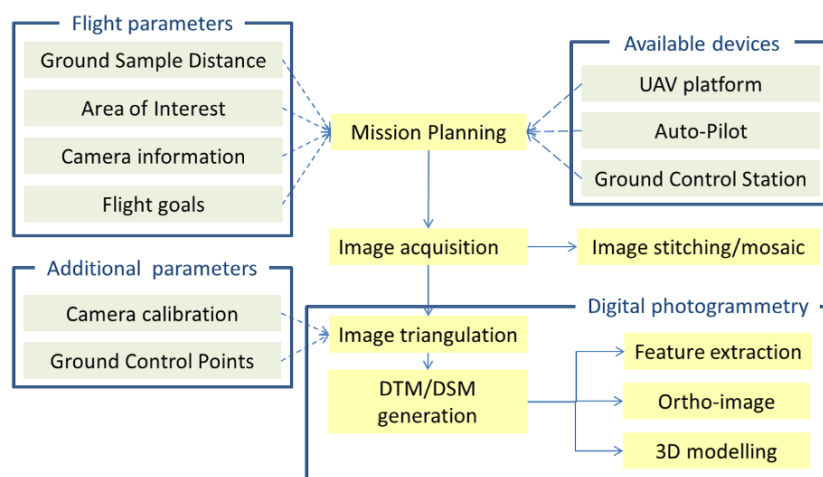 Flight parameters
Ground Sample Distance
Area of Interest
Camera information
Flight goals
Available devices
UAV platform
Auto-Pilot
Ground Control Station
Mission Planning
Image acquisition
Image stitching/mosaic
Additional parameters
Camera calibration
Ground Control Points
Digital photogrammetry
Image triangulation
DTM/DSM
generation
Feature extraction
Ortho-image
3D modelling